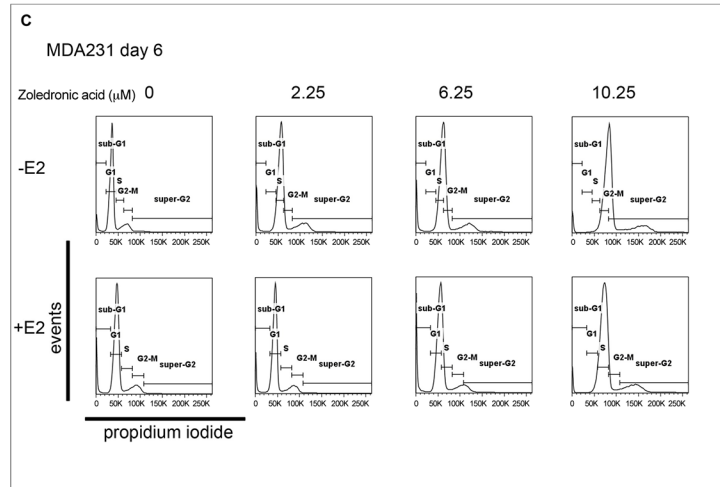 C
MDA231 day 6
Zoledronic acid (μM) 0 2.25 6.25 10.25
-E2
sub-G1
G1
S
G2-M
super-G2
0 50K 100K 150K 200K 250K
sub-G1
G1
S
G2-M
super-G2
0 50K 100K 150K 200K 250K
sub-G1
G1
S
G2-M
super-G2
0 50K 100K 150K 200K 250K
sub-G1
G1
S
G2-M
super-G2
0 50K 100K 150K 200K 250K
+E2
events
sub-G1
G1
S
G2-M
super-G2
0 50K 100K 150K 200K 250K
sub-G1
G1
S
G2-M
super-G2
0 50K 100K 150K 200K 250K
sub-G1
G1
S
G2-M
super-G2
0 50K 100K 150K 200K 250K
sub-G1
G1
S
G2-M
super-G2
0 50K 100K 150K 200K 250K
propidium iodide